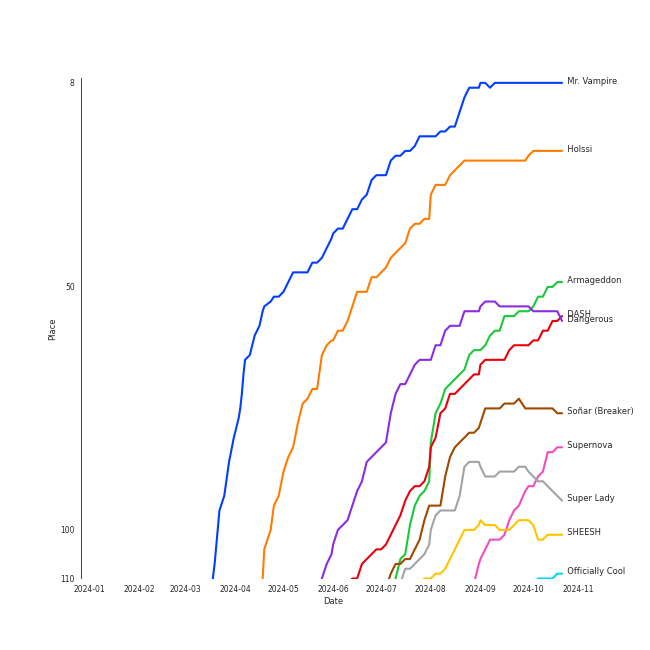 8
Mr. Vampire
Holssi
Armageddon
50
DASH
Dangerous
Place
Soñar (Breaker)
Supernova
Super Lady
100
SHEESH
Officially Cool
110
2024-01 2024-02 2024-03 2024-04 2024-05 2024-06 2024-07 2024-08 2024-09 2024-10 2024-11
Date